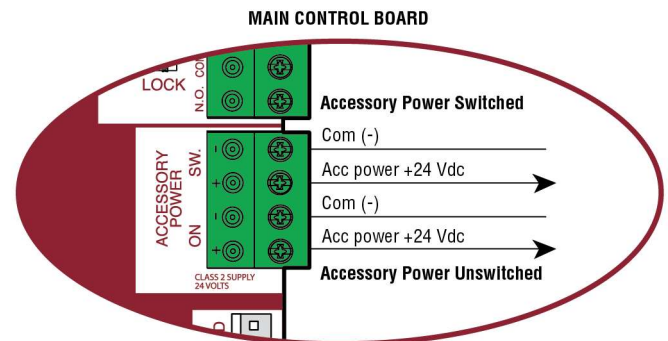 MAIN CONTROL BOARD
LOCK
N.O. COM
Accessory Power Switched
ACCESSORY
POWER
ON SW.
- Com (-)
+ Acc power +24 Vdc
- Com (-)
+ Acc power +24 Vdc
Accessory Power Unswitched
CLASS 2 SUPPLY
24 VOLTS